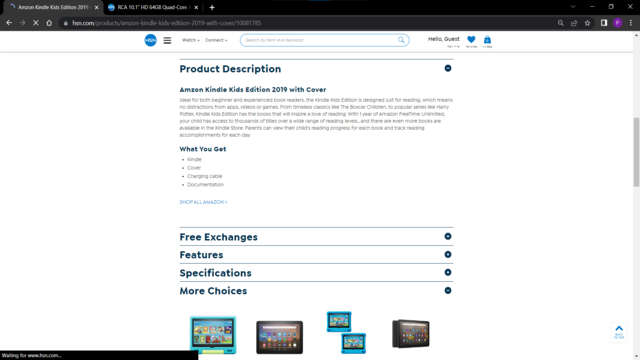 Amzon Kindle Kids Edition 2019
RCA 10.1" HD 64GB Quad-Core
hsn.com/products/amazon-kindle-kids-edition-2019-with-cover/10081785
P
HSN
Watch
Connect
Search by item # or keyword
Hello, Guest
Product Description
Amzon Kindle Kids Edition 2019 with Cover
Ideal for both beginner and experienced book readers, the Kindle Kids Edition is designed just for reading, which means
no distractions from apps, videos or games. From timeless classics like The Boxcar Children, to popular series like Harry
Potter, Kindle Kids Edition has the books that will inspire a love of reading. With 1 year of Amazon FreeTime Unlimited,
your child has access to thousands of titles over a wide range of reading levels, and there are even more books are
available in the Kindle Store. Parents can view their child's reading progress for each book and track reading
accomplishments for each day.
What You Get
• Kindle
• Cover
• Charging cable
• Documentation
SHOP ALL AMAZON >
Free Exchanges
Features
Specifications
More Choices
BACK
TO TOP
Waiting for www.hsn.com...